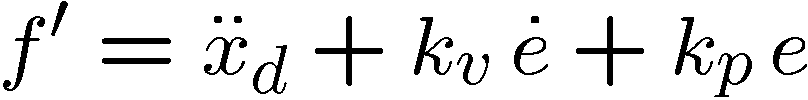 f′ = ẍ_d + k_v ė + k_p e